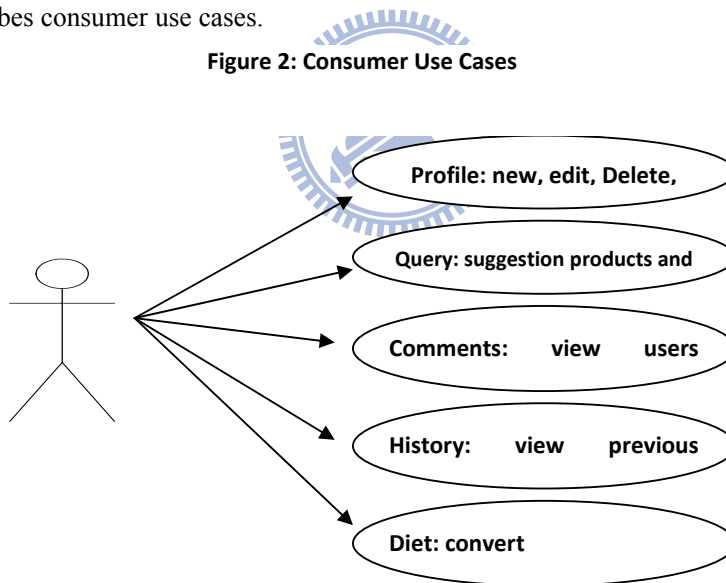 bes consumer use cases.
Figure 2: Consumer Use Cases
Profile: new, edit, Delete,
Query: suggestion products and
Comments: view users
History: view previous
Diet: convert